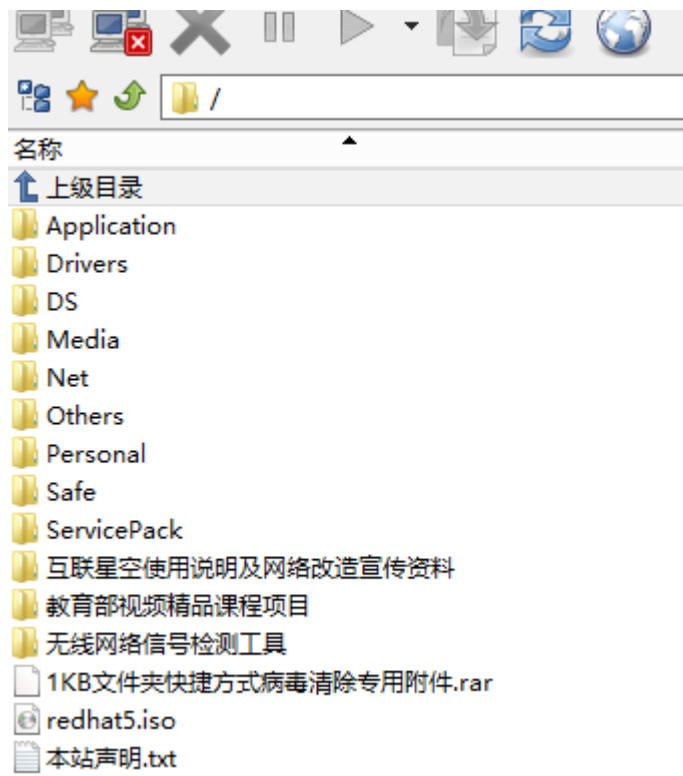 /
名称
上级目录
Application
Drivers
DS
Media
Net
Others
Personal
Safe
ServicePack
互联星空使用说明及网络改造宣传资料
教育部视频精品课程项目
无线网络信号检测工具
1KB文件夹快捷方式病毒清除专用附件.rar
redhat5.iso
本站声明.txt